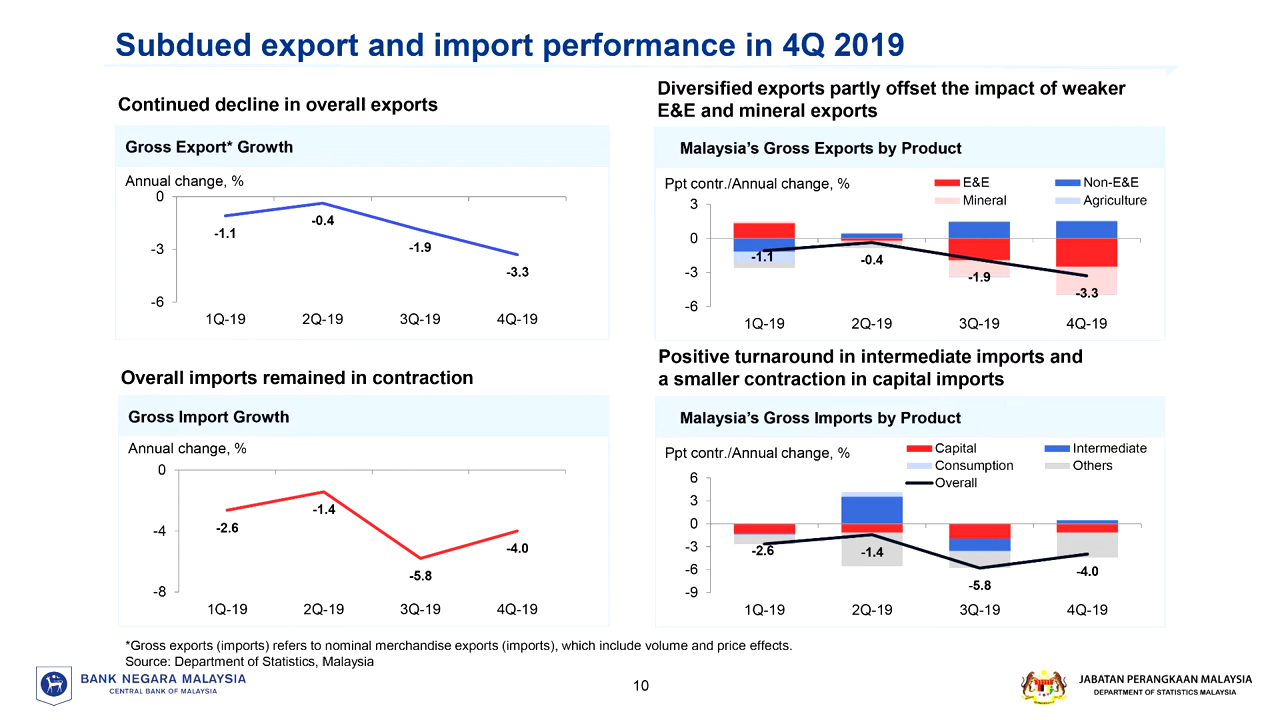 Subdued export and import performance in 4Q 2019
Continued decline in overall exports
Gross Export* Growth
Annual change, %
0
-3
-6
-1.1
-0.4
-1.9
-3.3
1Q-19
2Q-19
3Q-19
4Q-19
Diversified exports partly offset the impact of weaker
E&E and mineral exports
Malaysia's Gross Exports by Product
Ppt contr./Annual change, %
E&E
Non-E&E
Mineral
Agriculture
3
0
-3
-6
-1.1
-0.4
-1.9
-3.3
1Q-19
2Q-19
3Q-19
4Q-19
Overall imports remained in contraction
Gross Import Growth
Annual change, %
0
-4
-8
-2.6
-1.4
-5.8
-4.0
1Q-19
2Q-19
3Q-19
4Q-19
Positive turnaround in intermediate imports and
a smaller contraction in capital imports
Malaysia's Gross Imports by Product
Ppt contr./Annual change, %
Capital
Intermediate
Consumption
Others
Overall
6
3
0
-3
-6
-9
-2.6
-1.4
-5.8
-4.0
1Q-19
2Q-19
3Q-19
4Q-19
*Gross exports (imports) refers to nominal merchandise exports (imports), which include volume and price effects.
Source: Department of Statistics, Malaysia
BANK NEGARA MALAYSIA
CENTRAL BANK OF MALAYSIA
10
JABATAN PERANGKAAN MALAYSIA
DEPARTMENT OF STATISTICS MALAYSIA